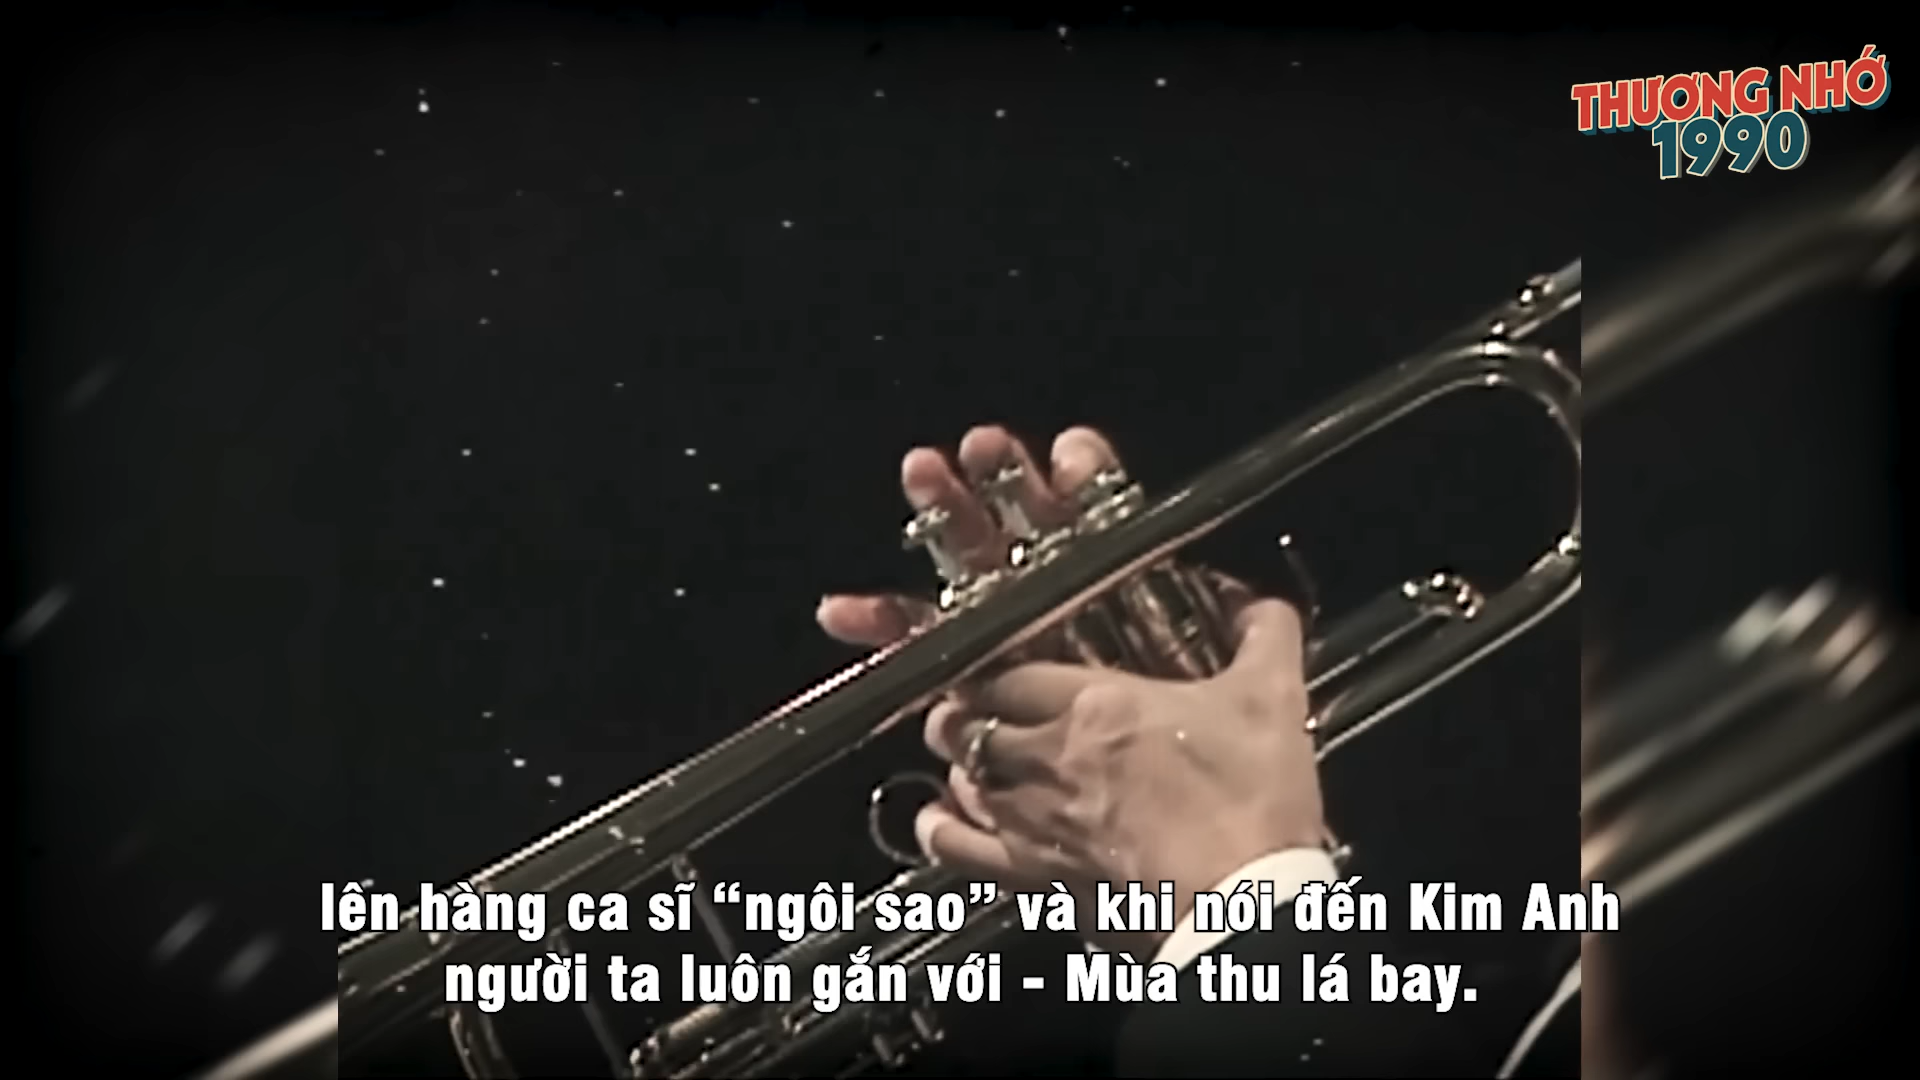 THƯƠNG NHỚ
1990
lên hàng ca sĩ “ngôi sao” và khi nói đến Kim Anh
người ta luôn gắn với - Mùa thu lá bay.